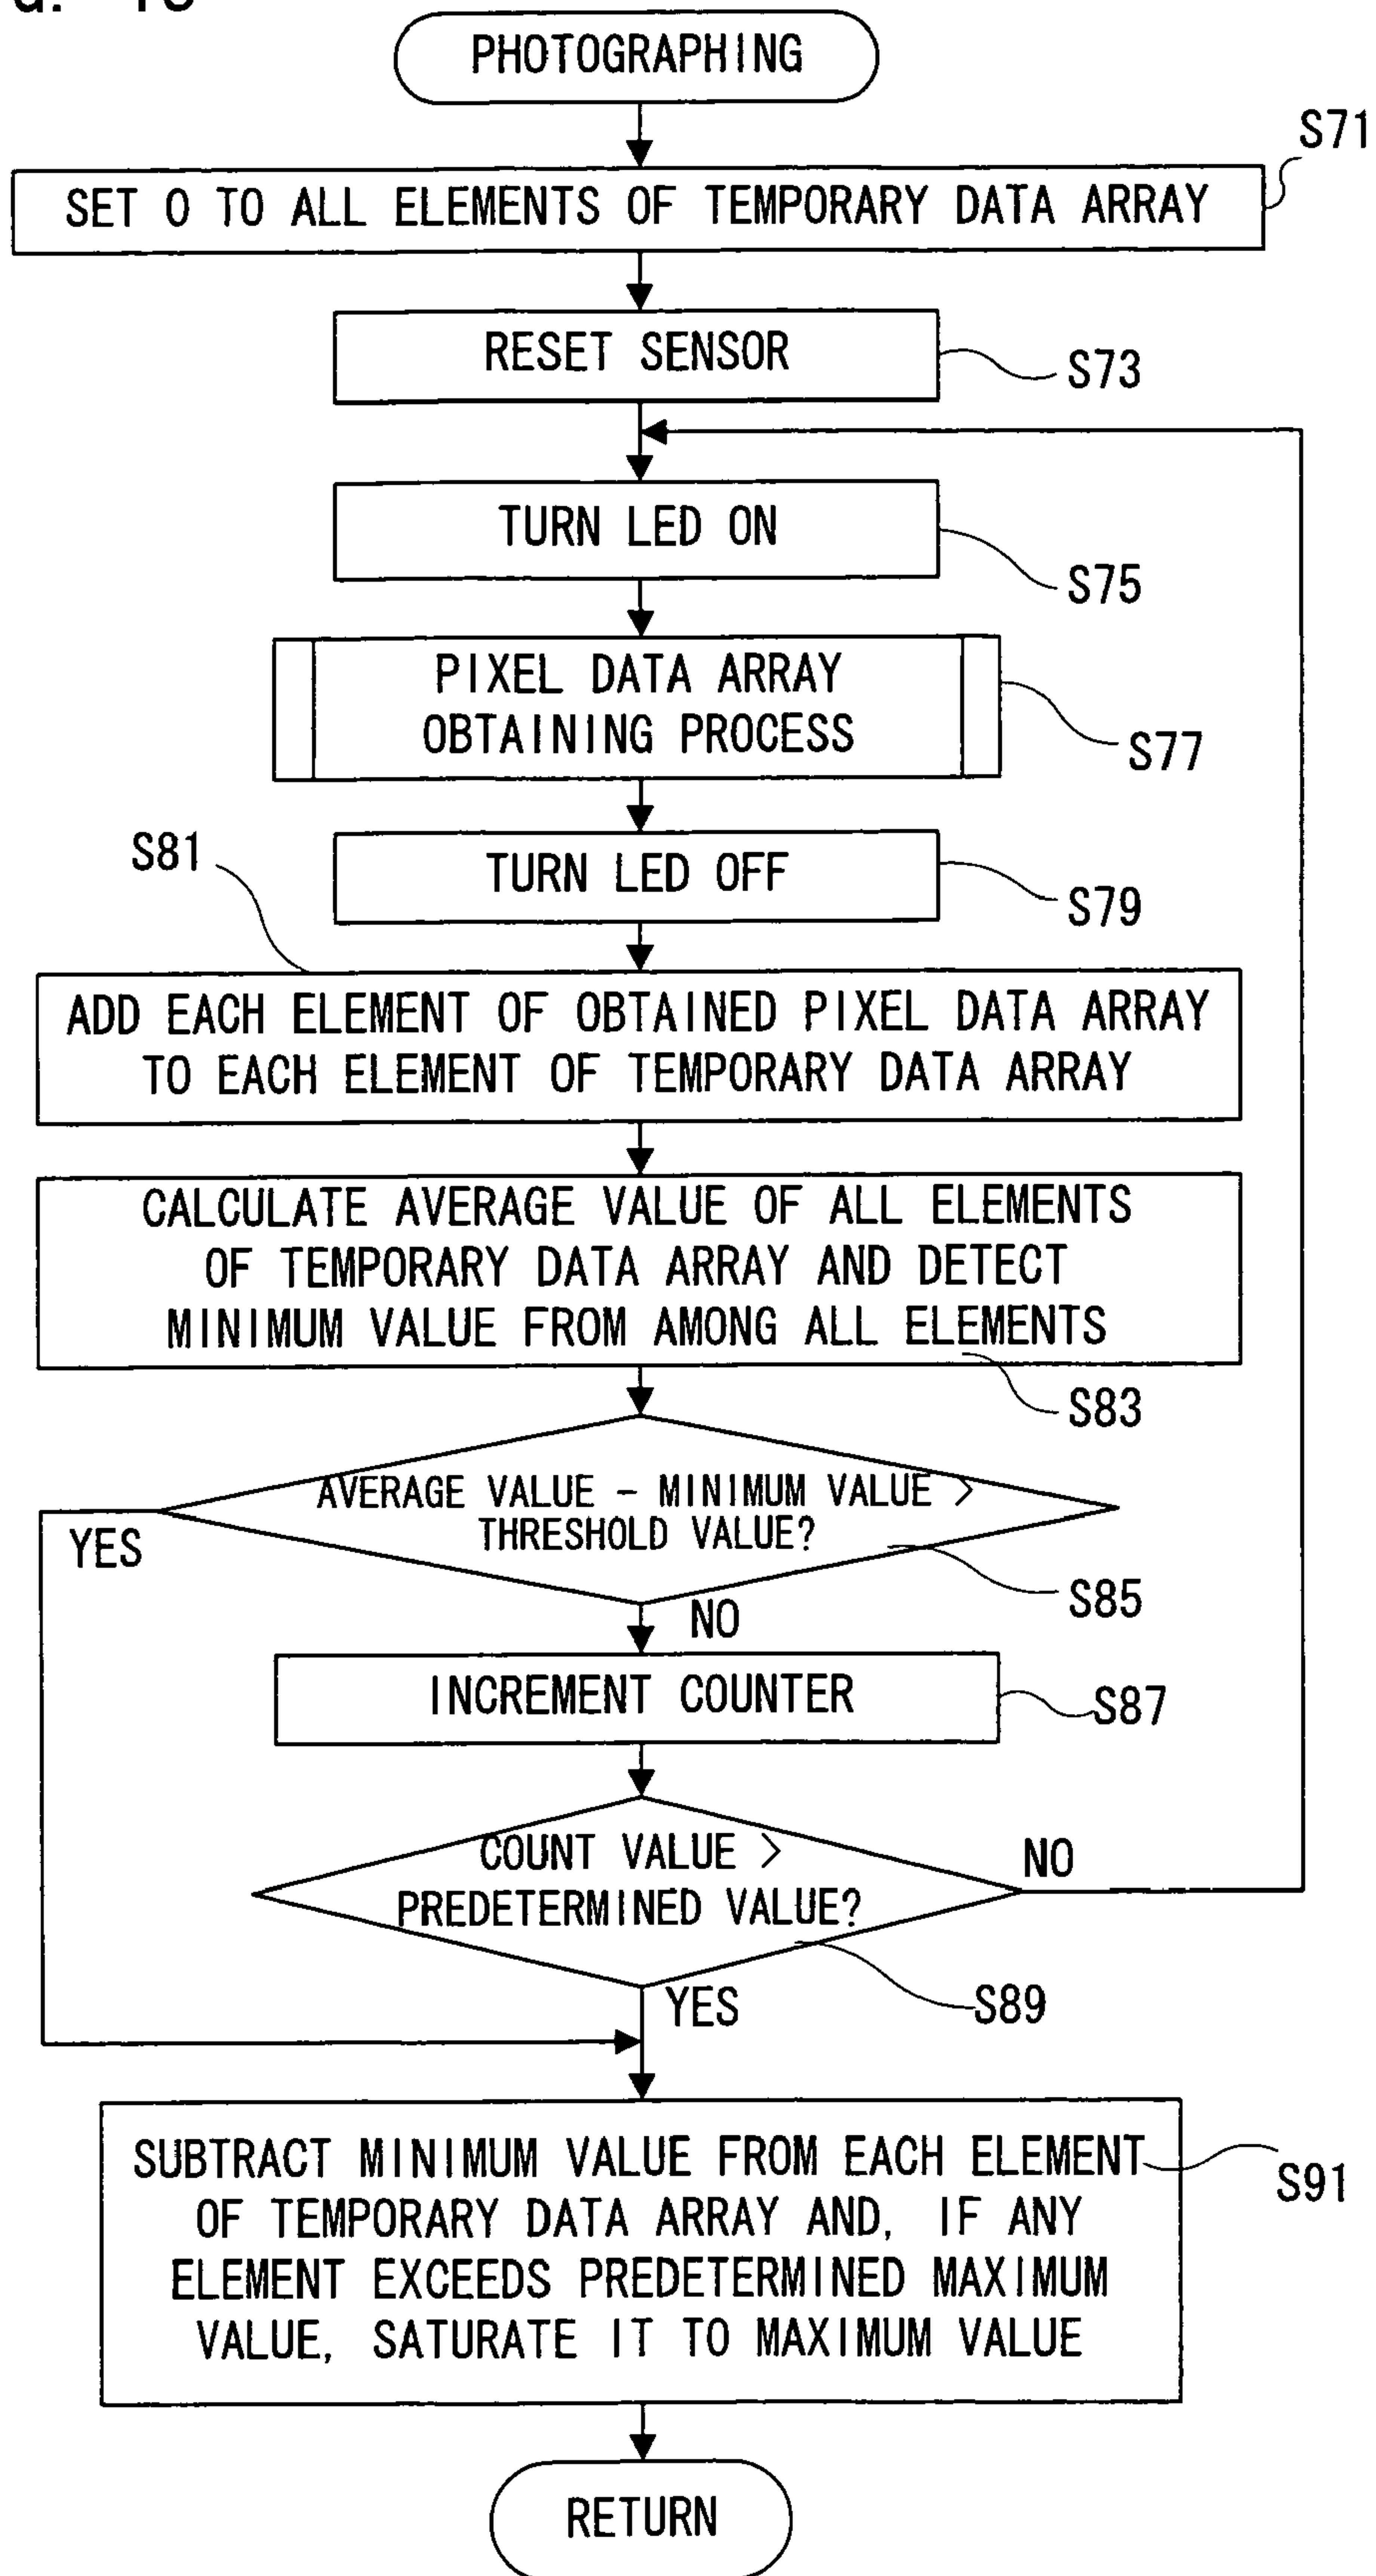 PHOTOGRAPHING
S71
SET 0 TO ALL ELEMENTS OF TEMPORARY DATA ARRAY
RESET SENSOR
S73
TURN LED ON
S75
PIXEL DATA ARRAY
OBTAINING PROCESS
S77
S81
TURN LED OFF
S79
ADD EACH ELEMENT OF OBTAINED PIXEL DATA ARRAY
TO EACH ELEMENT OF TEMPORARY DATA ARRAY
CALCULATE AVERAGE VALUE OF ALL ELEMENTS
OF TEMPORARY DATA ARRAY AND DETECT
MINIMUM VALUE FROM AMONG ALL ELEMENTS
S83
AVERAGE VALUE - MINIMUM VALUE >
THRESHOLD VALUE?
YES
S85
NO
INCREMENT COUNTER
S87
COUNT VALUE >
PREDETERMINED VALUE?
NO
YES
S89
SUBTRACT MINIMUM VALUE FROM EACH ELEMENT
OF TEMPORARY DATA ARRAY AND, IF ANY
ELEMENT EXCEEDS PREDETERMINED MAXIMUM
VALUE, SATURATE IT TO MAXIMUM VALUE
S91
RETURN